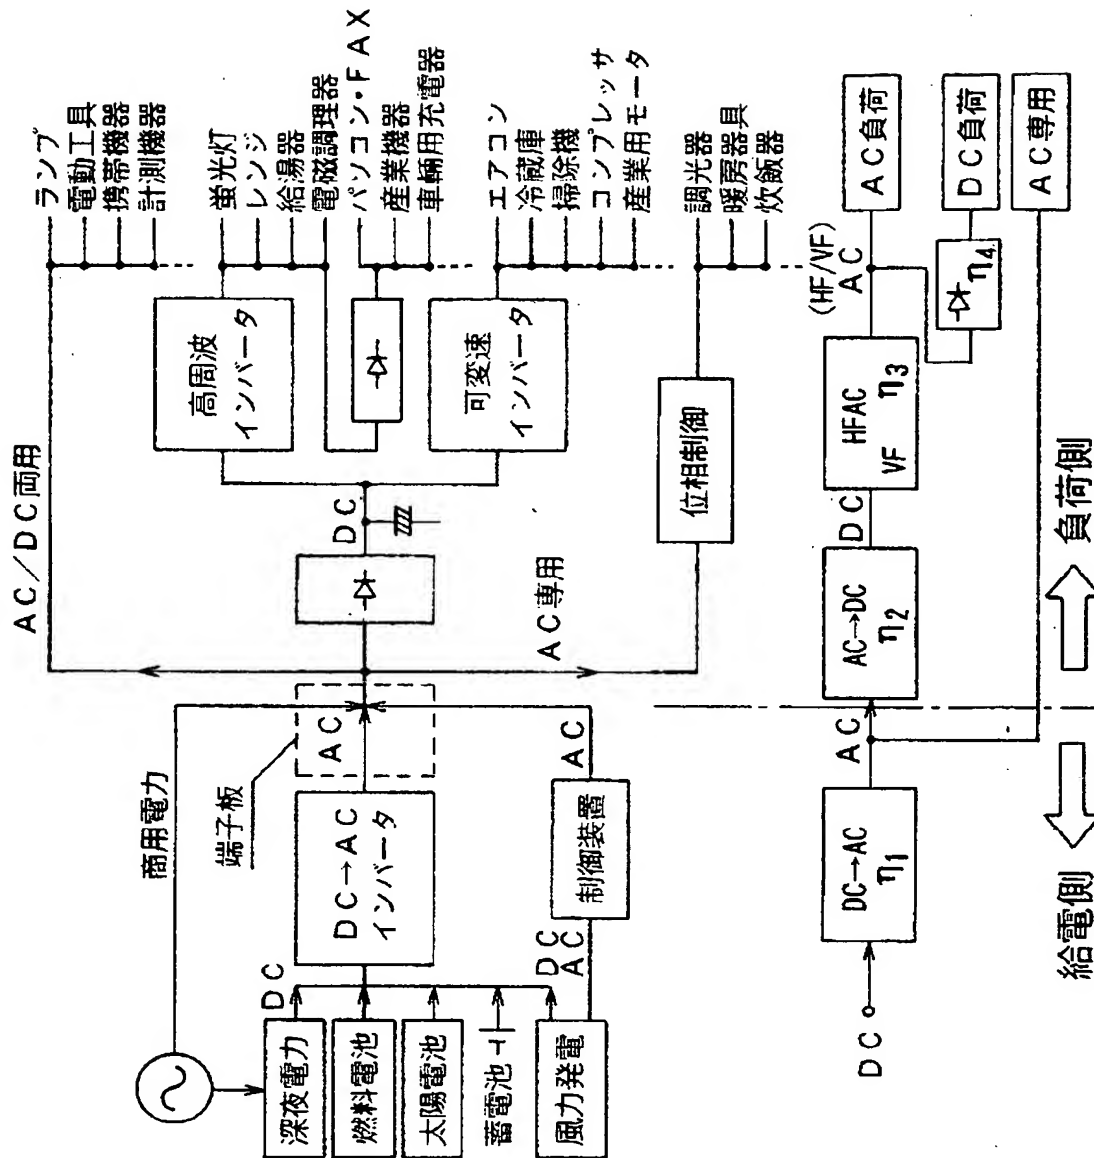 商用電力
深夜電力
燃料電池
太陽電池
蓄電池
風力発電
DC
DC→AC
インバータ
端子板
AC
DC
AC
制御装置
AC
AC/DC両用
AC専用
DC
高周波
インバータ
可変速
インバータ
位相制御
ランプ
電動工具
携帯機器
計測機器
蛍光灯
レンジ
給湯器
電磁調理器
パソコン・FAX
産業機器
車輛用充電器
エアコン
冷蔵庫
掃除機
コンプレッサ
産業用モータ
調光器
暖房器具
炊飯器
DC
DC→AC
η1
AC
AC→DC
η2
DC
HFAC
VF η3
(HF/VF)
AC
η4
AC負荷
DC負荷
AC専用
給電側
負荷側